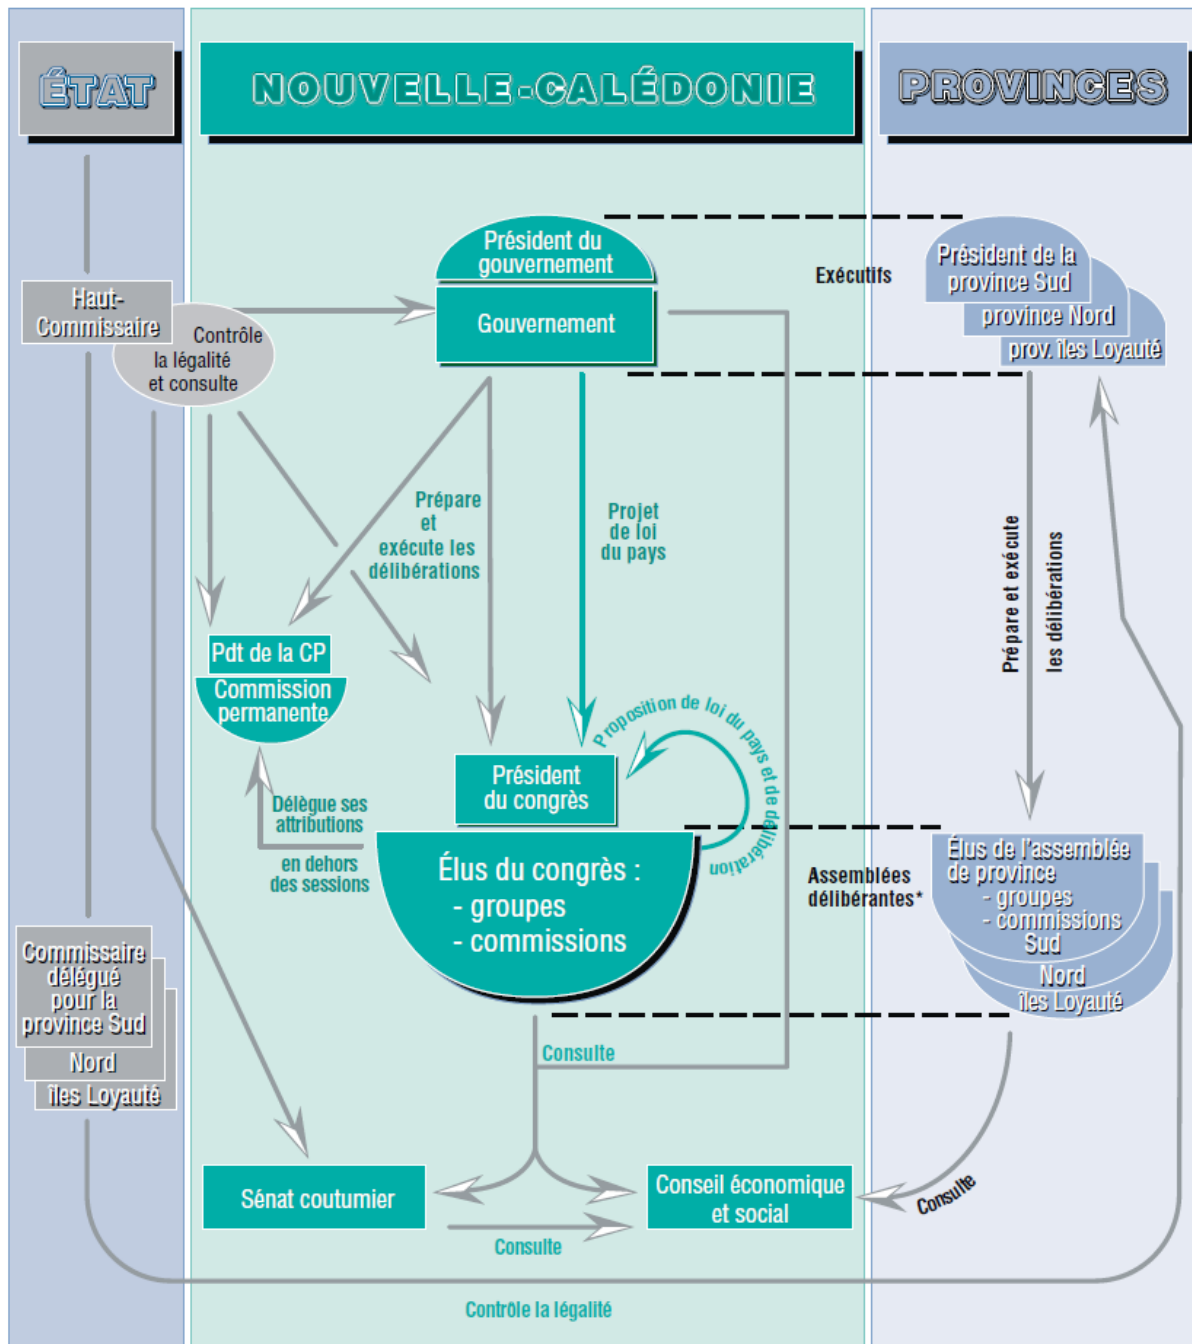 ÉTAT
NOUVELLE-CALÉDONIE
PROVINCES
Président du
gouvernement
Gouvernement
Exécutifs
Président de la
province Sud
province Nord
prov. îles Loyauté
Haut-
Commissaire
Contrôle
la légalité
et consulte
Prépare
et
exécute les
délibérations
Projet
de loi
du pays
Prépare et exécute
les délibérations
Pdt de la CP
Commission
permanente
Proposition de loi du pays et de délibération
Président
du congrès
Délègue ses
attributions
en dehors
des sessions
Élus du congrès :
- groupes
- commissions
Assemblées
délibérantes*
Élus de l'assemblée
de province
- groupes
- commissions
Sud
Nord
îles Loyauté
Commissaire
délégué
pour la
province Sud
Nord
îles Loyauté
Consulte
Sénat coutumier
Conseil économique
et social
Consulte
Consulte
Contrôle la légalité